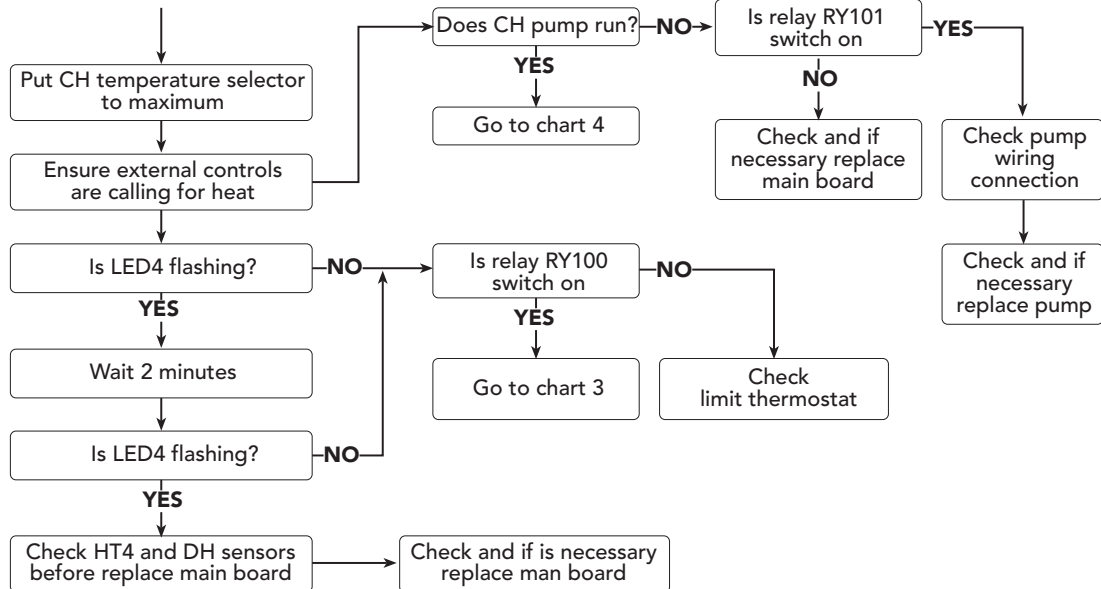 Does CH pump run?
NO
Is relay RY101
switch on
YES
YES
NO
Put CH temperature selector
to maximum
Go to chart 4
Check and if
necessary replace
main board
Check pump
wiring
connection
Ensure external controls
are calling for heat
Is LED4 flashing?
NO
Is relay RY100
switch on
NO
Check and if
necessary
replace pump
YES
YES
Wait 2 minutes
Go to chart 3
Check
limit thermostat
Is LED4 flashing?
NO
YES
Check HT4 and DH sensors
before replace main board
Check and if is necessary
replace man board